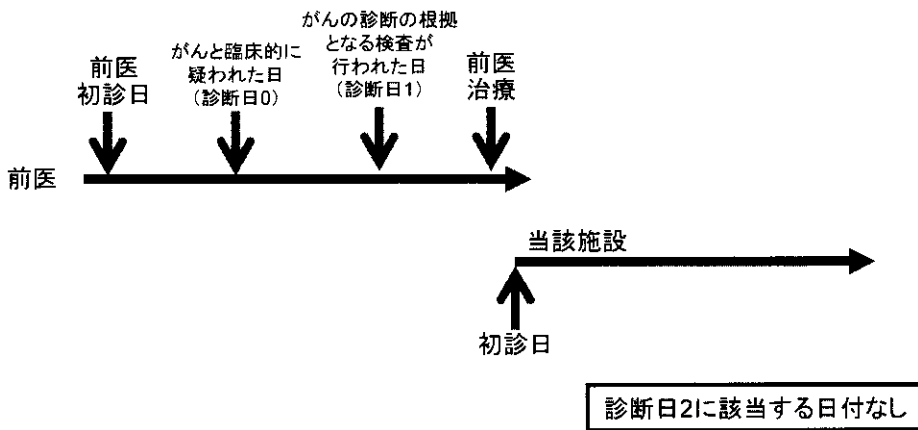 前医
初診日
がんと臨床的に
疑われた日
(診断日0)
がんの診断の根拠
となる検査が
行われた日
(診断日1)
前医
治療
前医
当該施設
初診日
診断日2に該当する日付なし